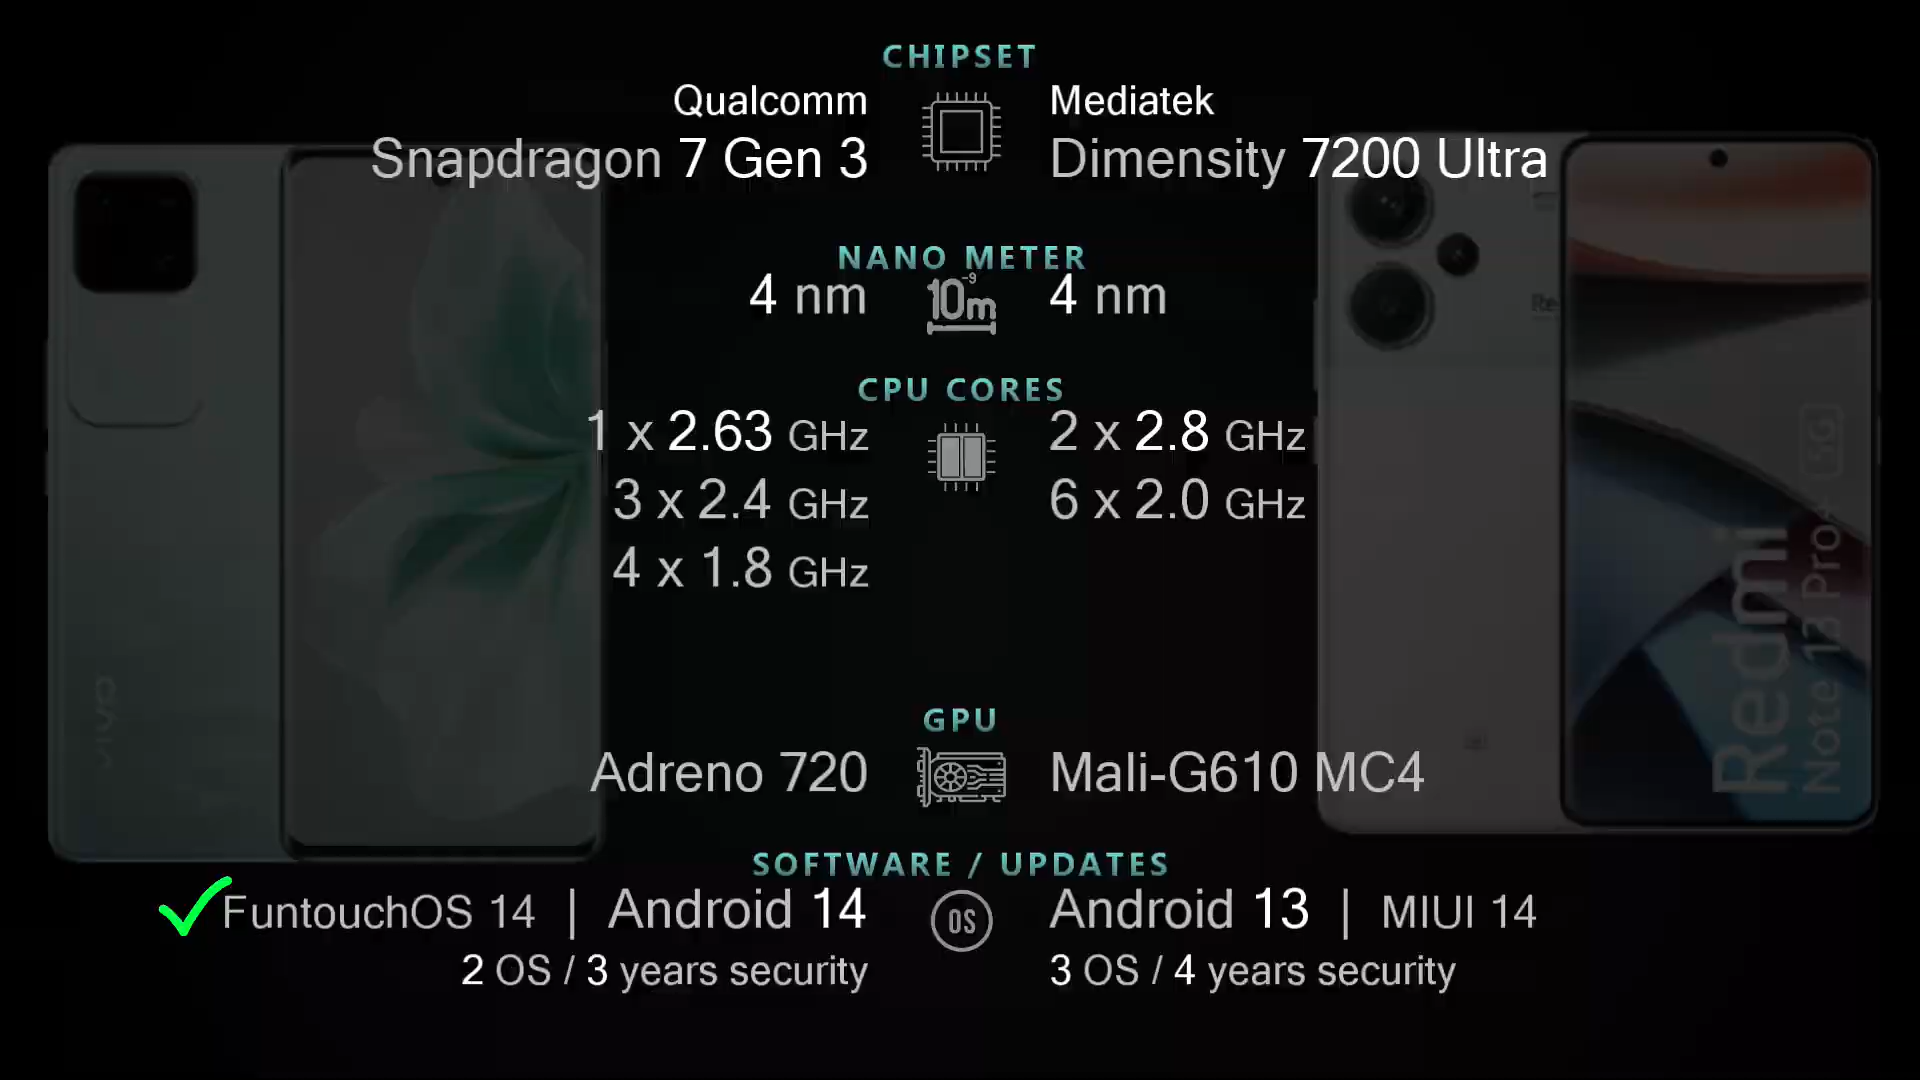 CHIPSET
Qualcomm Mediatek
Snapdragon 7 Gen 3 Dimensity 7200 Ultra
NANO METER
4 nm 10⁻⁹m 4 nm
CPU CORES
1 x 2.63 GHz 2 x 2.8 GHz
3 x 2.4 GHz 6 x 2.0 GHz
4 x 1.8 GHz
GPU
Adreno 720 Mali-G610 MC4
SOFTWARE / UPDATES
FuntouchOS 14 | Android 14 OS Android 13 | MIUI 14
2 OS / 3 years security 3 OS / 4 years security
vivo
Redmi
Note 13 Pro+ 5G